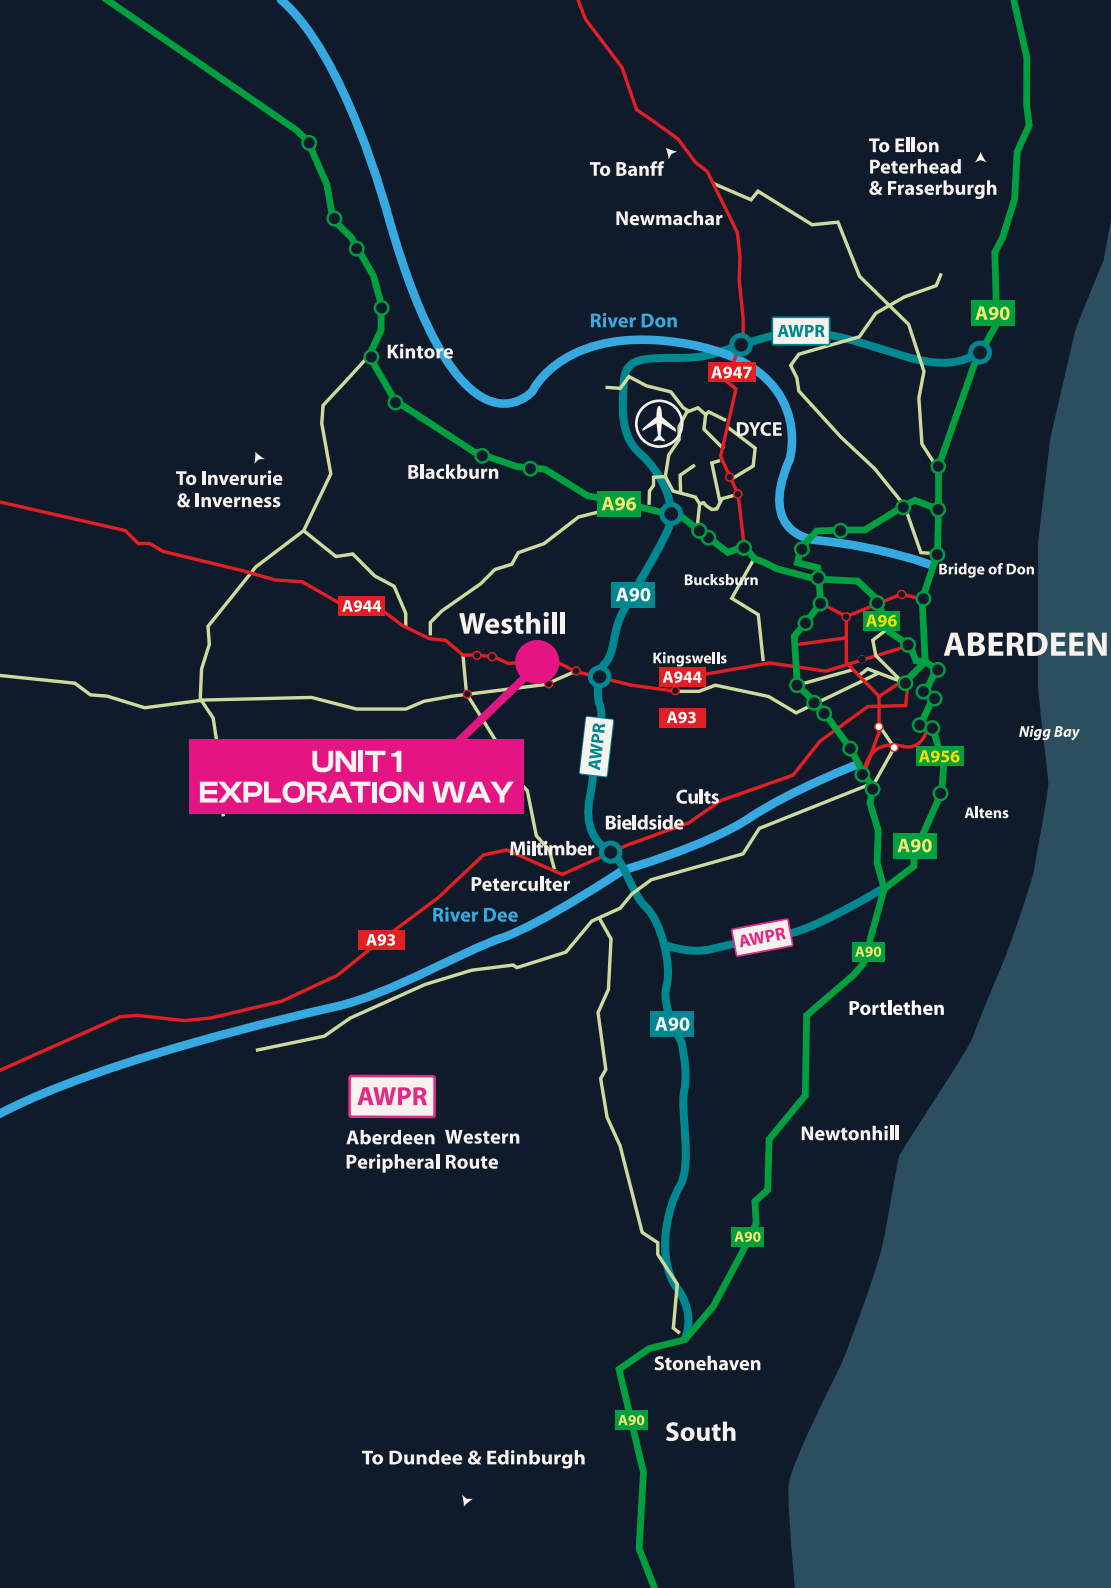 To Ellon
Peterhead
& Fraserburgh
To Banff
Newmachar
A90
River Don
AWPR
Kintore
A947
DYCE
Blackburn
To Inverurie
& Inverness
A96
Bridge of Don
Bucksburn
A90
A944
A96
Westhill
ABERDEEN
Kingswells
A944
A93
Nigg Bay
AWPR
UNIT 1
EXPLORATION WAY
A956
Cults
Altens
Bieldside
A90
Miltimber
Peterculter
River Dee
AWPR
A93
A90
Portlethen
A90
AWPR
Aberdeen Western
Peripheral Route
Newtonhill
A90
Stonehaven
A90
South
To Dundee & Edinburgh